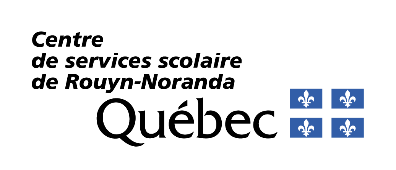 Centre
de services scolaire
de Rouyn-Noranda
Québec